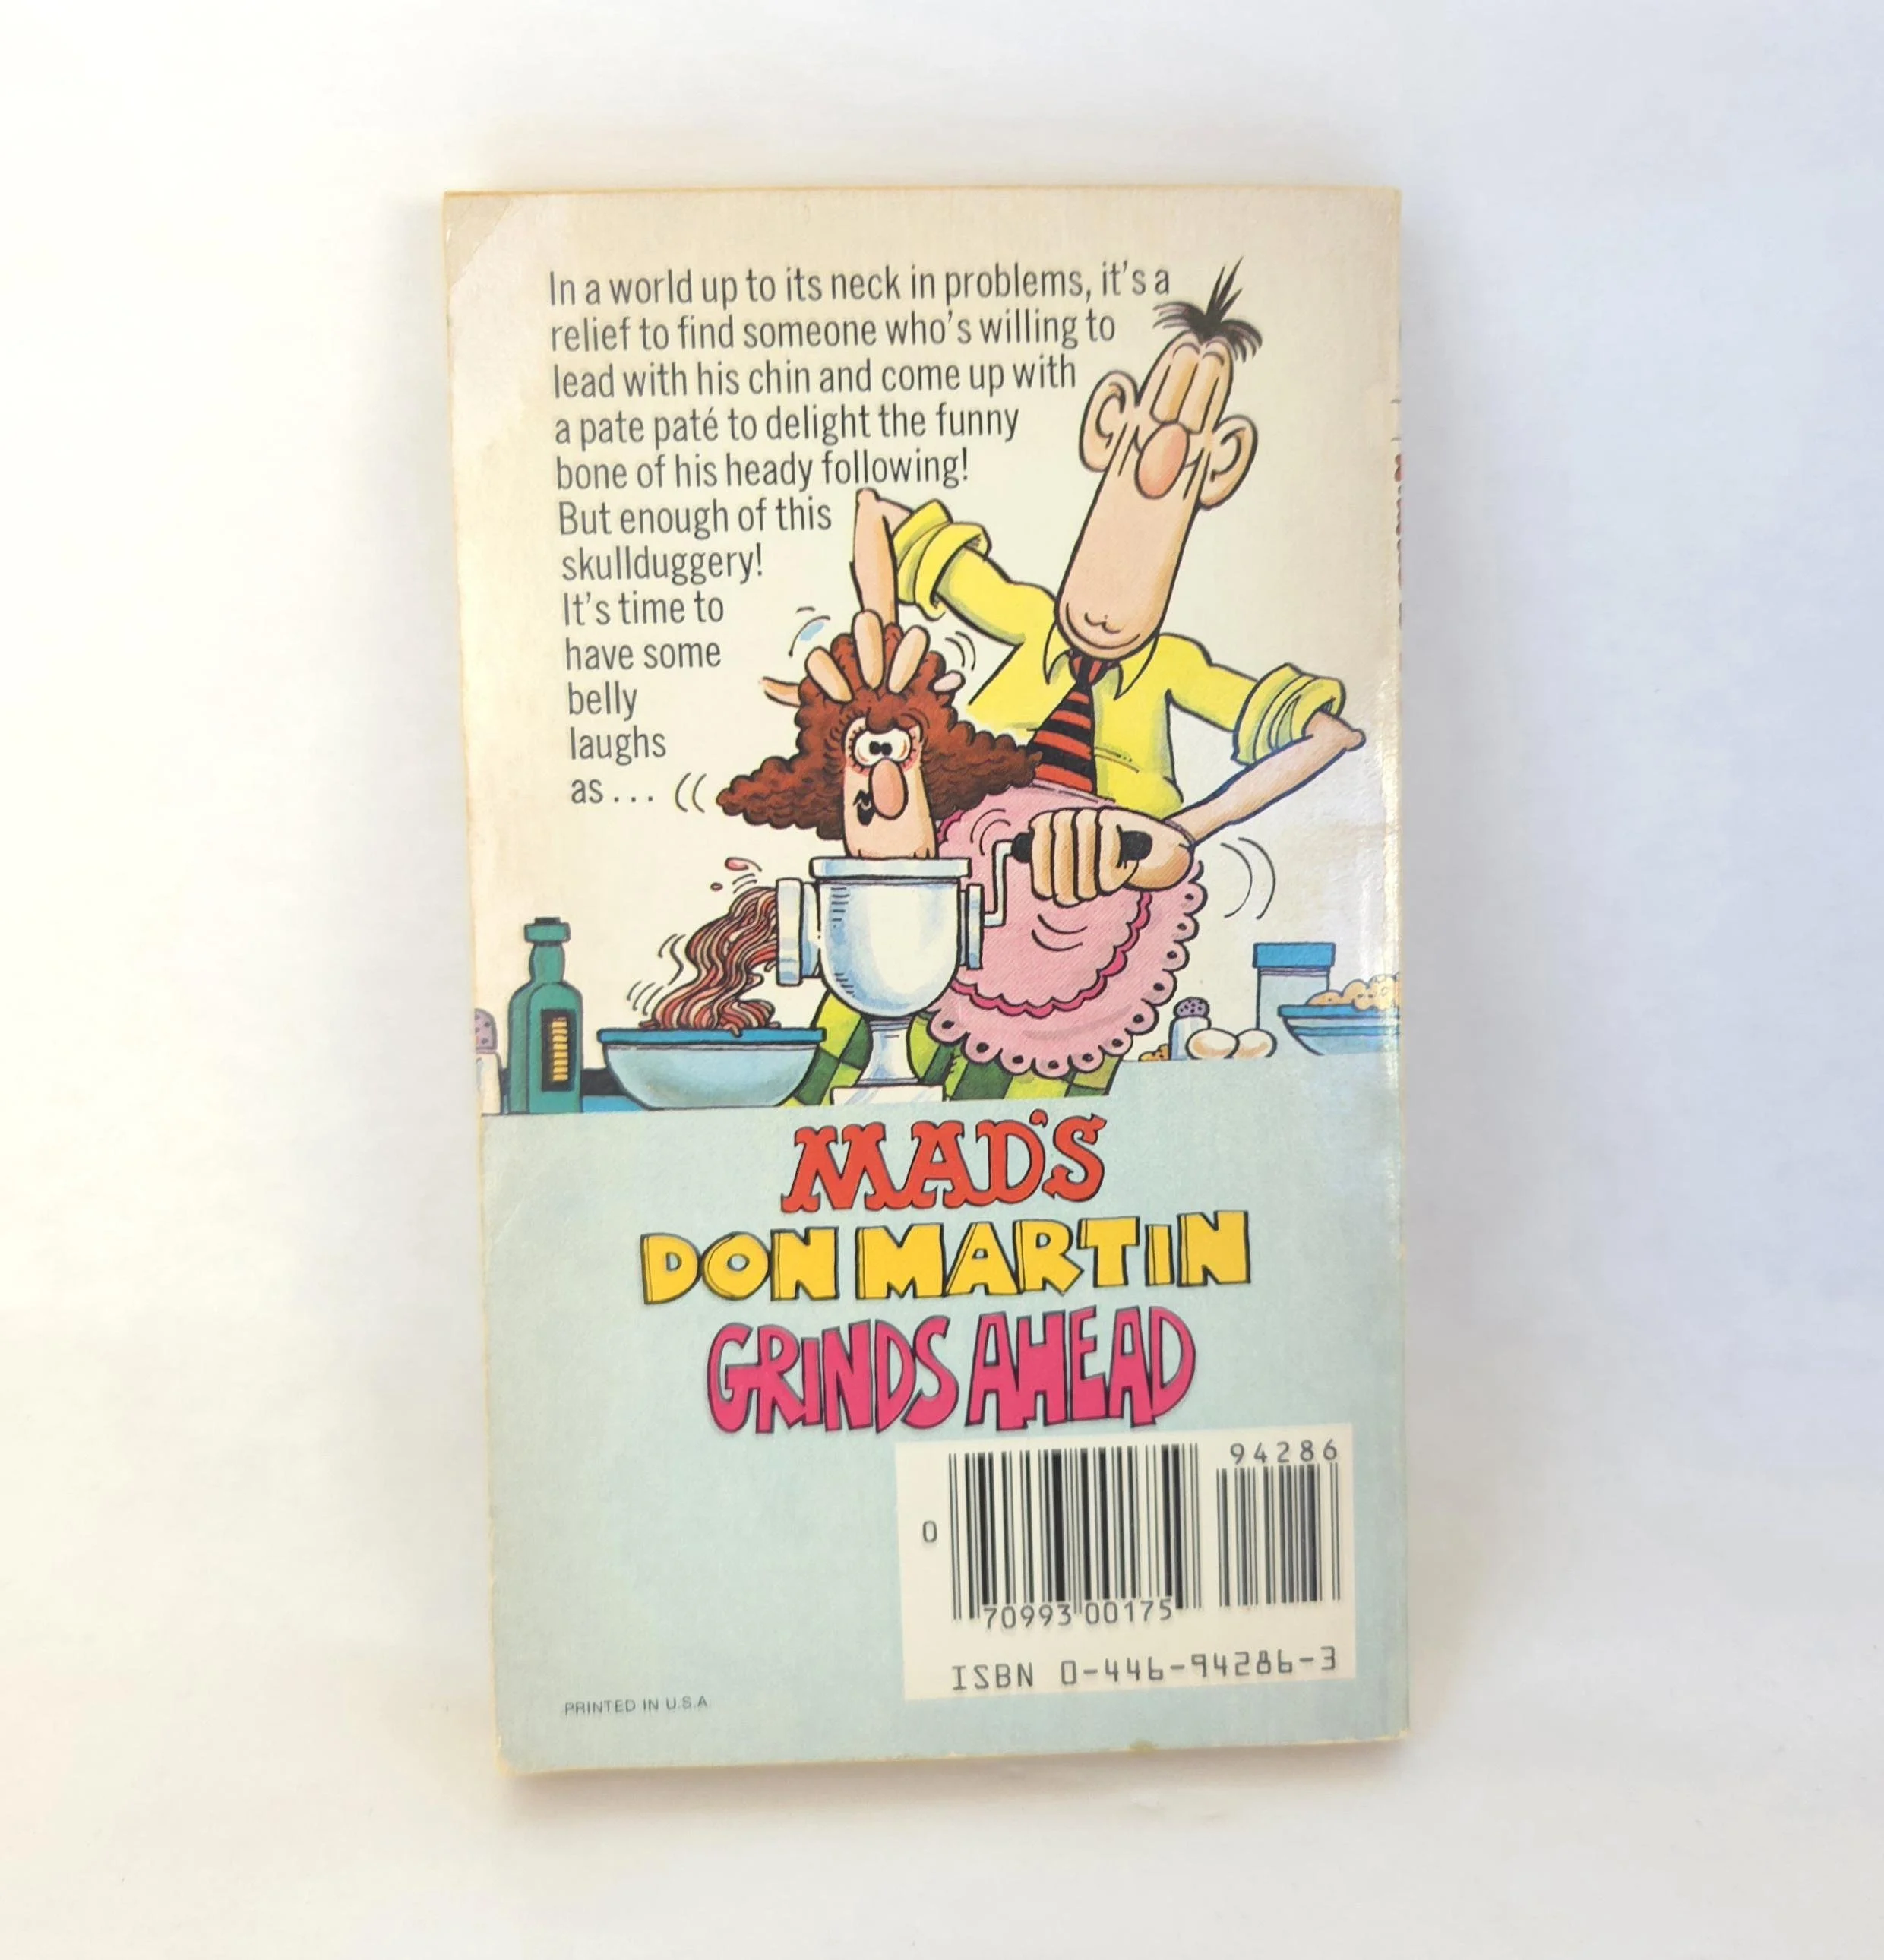 In a world up to its neck in problems, it's a
relief to find someone who's willing to
lead with his chin and come up with
a pate paté to delight the funny
bone of his heady following!
But enough of this
skullduggery!
It's time to
have some
belly
laughs
as...
MAD'S
DON MARTIN
GRINDS AHEAD
94286
0
70993 00175
ISBN 0-446-94286-3
PRINTED IN U.S.A.